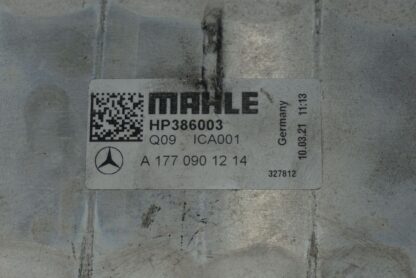 MAHLE
HP386003
Q09 ICA001
A 177 090 12 14
Germany
10.03.21 11:13
327812